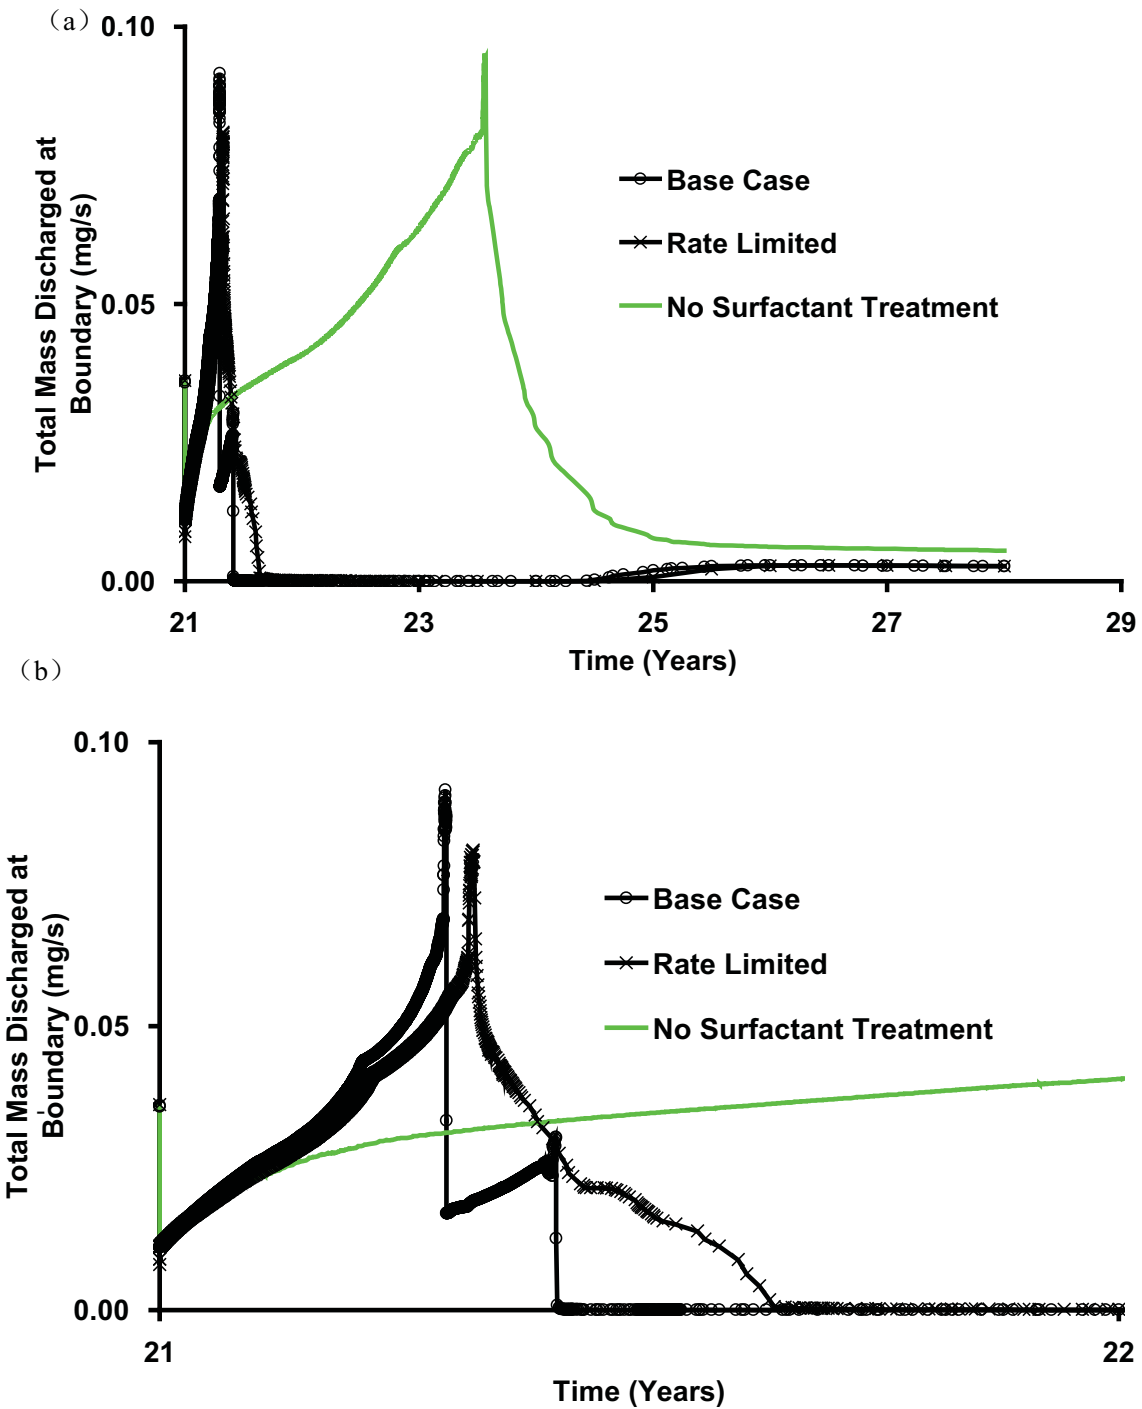 （a）
0.10
0.05
0.00
Total Mass Discharged at
Boundary (mg/s)
Base Case
Rate Limited
No Surfactant Treatment
21 23 25 27 29
Time (Years)
（b）
0.10
0.05
0.00
Total Mass Discharged at
Boundary (mg/s)
Base Case
Rate Limited
No Surfactant Treatment
21 22
Time (Years)